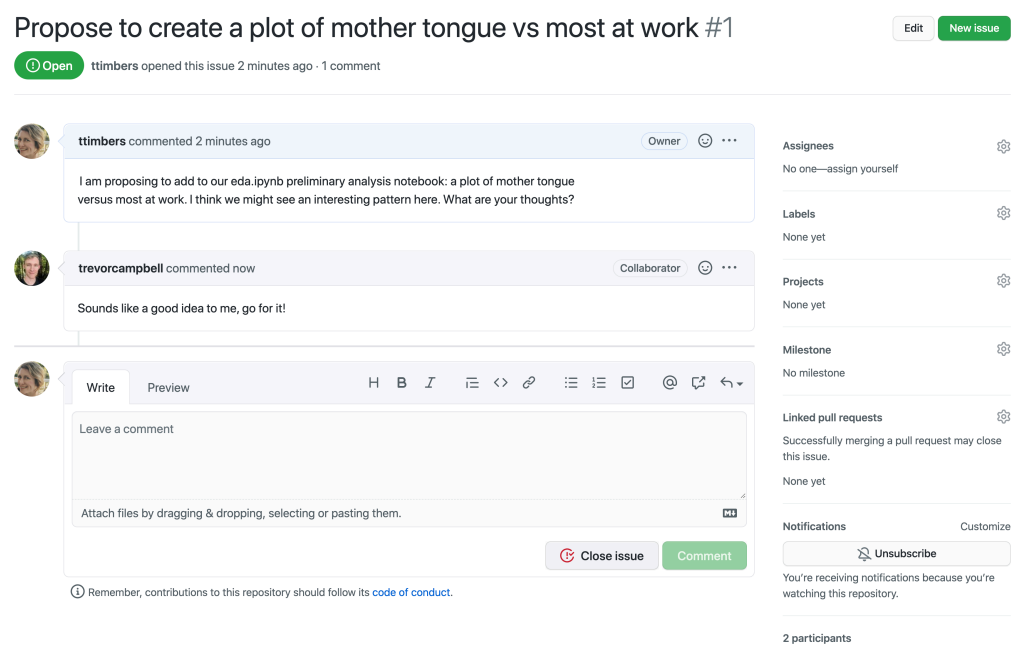 Propose to create a plot of mother tongue vs most at work #1
Edit
New issue
Open
ttimbers opened this issue 2 minutes ago · 1 comment
ttimbers commented 2 minutes ago
Owner
I am proposing to add to our eda.ipynb preliminary analysis notebook: a plot of mother tongue
versus most at work. I think we might see an interesting pattern here. What are your thoughts?
trevorcampbell commented now
Collaborator
Sounds like a good idea to me, go for it!
Write
Preview
Leave a comment
Attach files by dragging & dropping, selecting or pasting them.
Close issue
Comment
Remember, contributions to this repository should follow its code of conduct.
Assignees
No one—assign yourself
Labels
None yet
Projects
None yet
Milestone
No milestone
Linked pull requests
Successfully merging a pull request may close
this issue.
None yet
Notifications
Customize
Unsubscribe
You're receiving notifications because you're
watching this repository.
2 participants